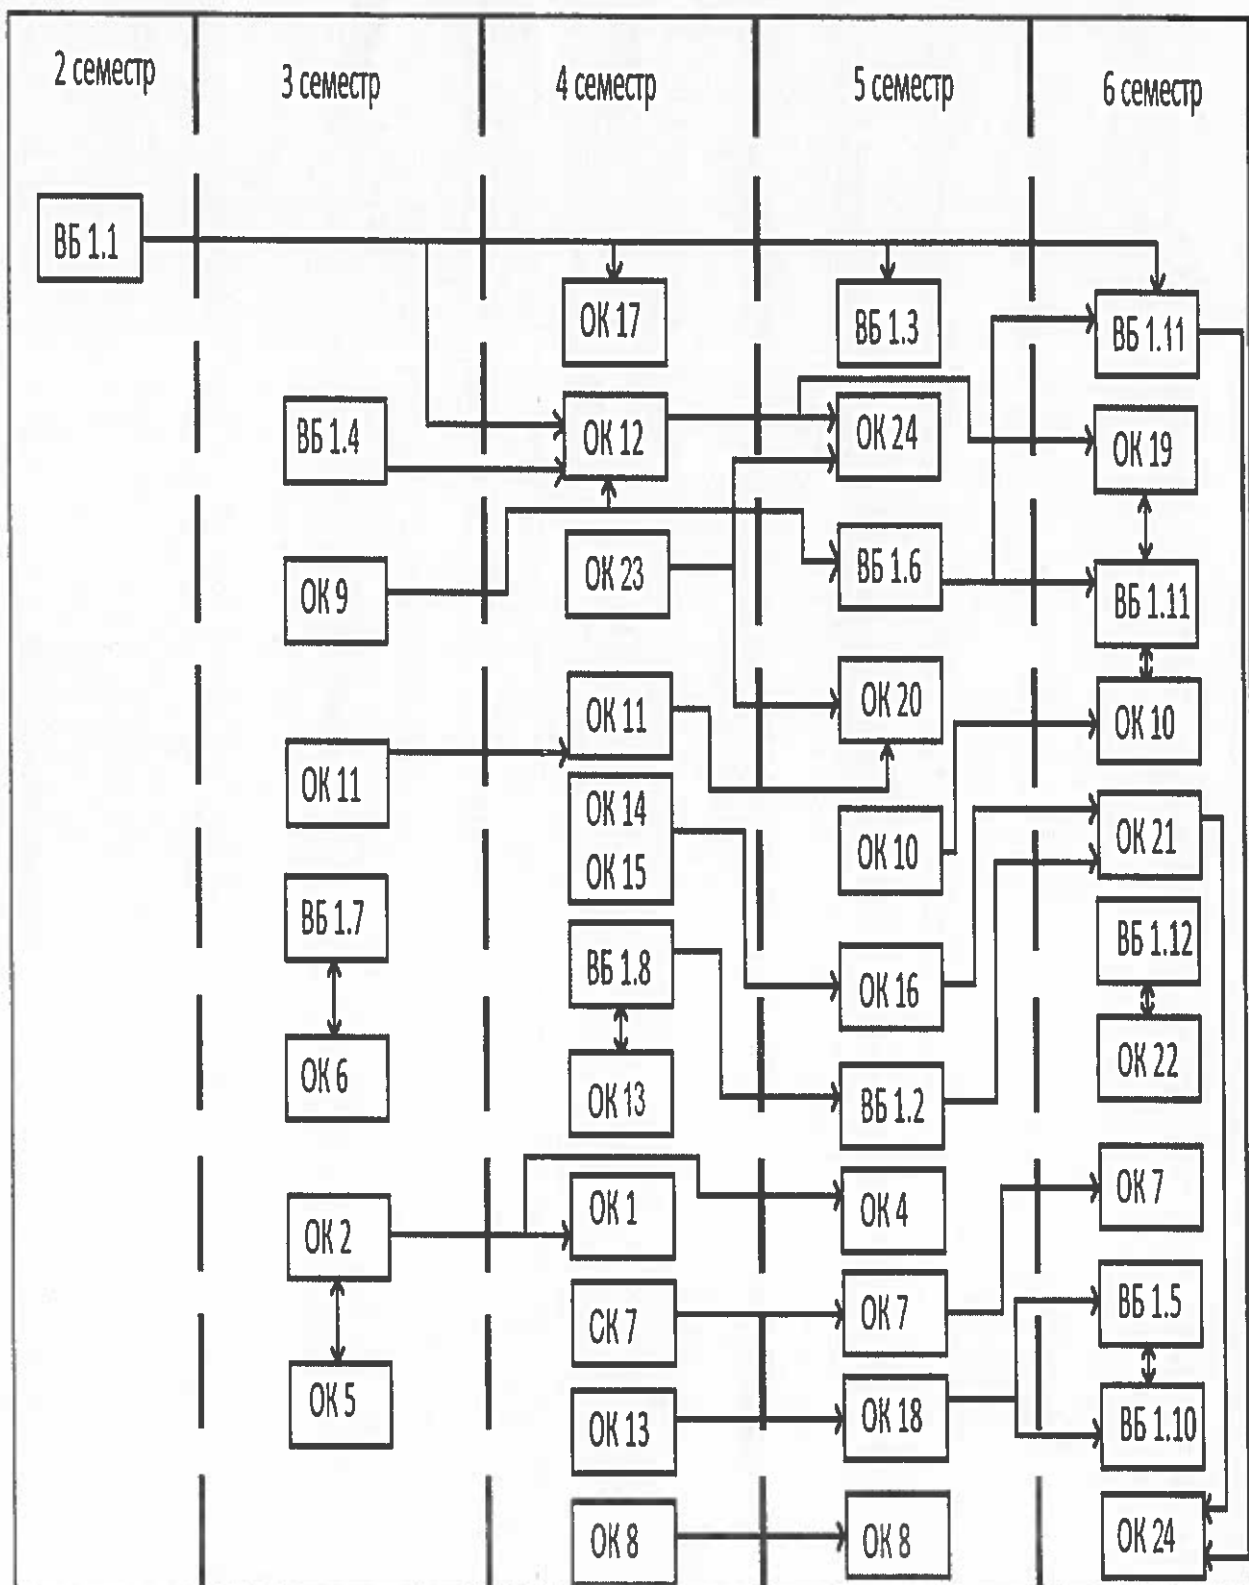 2 семестр
3 семестр
4 семестр
5 семестр
6 семестр
ВБ 1.1
ВБ 1.4
ОК 9
ОК 11
ВБ 1.7
ОК 6
ОК 2
ОК 5
ОК 17
ОК 12
ОК 23
ОК 11
ОК 14
ОК 15
ВБ 1.8
ОК 13
ОК 1
СК 7
ОК 13
ОК 8
ВБ 1.3
ОК 24
ВБ 1.6
ОК 20
ОК 10
ОК 16
ВБ 1.2
ОК 4
ОК 7
ОК 18
ОК 8
ВБ 1.11
ОК 19
ВБ 1.11
ОК 10
ОК 21
ВБ 1.12
ОК 22
ОК 7
ВБ 1.5
ВБ 1.10
ОК 24